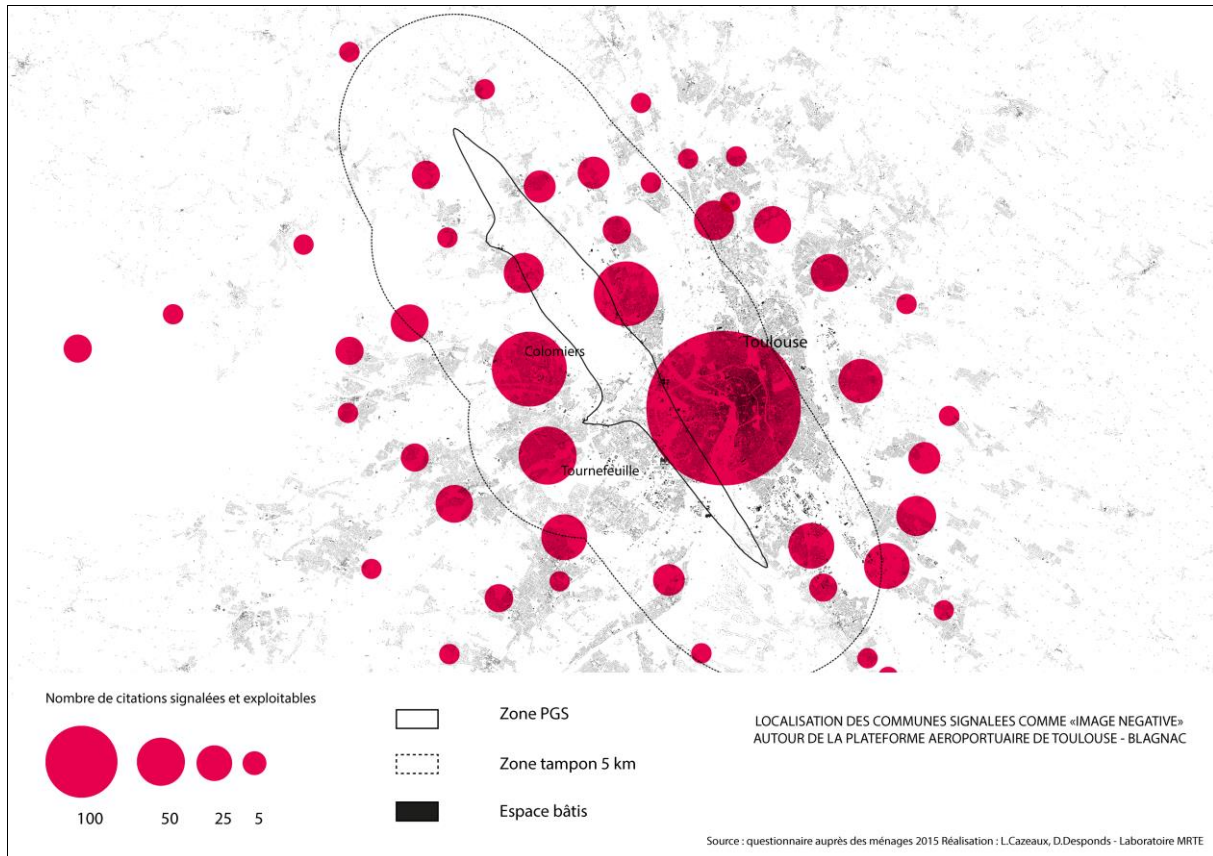 Toulouse
Colomiers
Tournefeuille
Nombre de citations signalées et exploitables
100 50 25 5
Zone PGS
Zone tampon 5 km
Espace bâtis
LOCALISATION DES COMMUNES SIGNALEES COMME «IMAGE NEGATIVE»
AUTOUR DE LA PLATEFORME AEROPORTUAIRE DE TOULOUSE - BLAGNAC
Source : questionnaire auprès des ménages 2015 Réalisation : L.Cazeaux, D.Desponds - Laboratoire MRTE